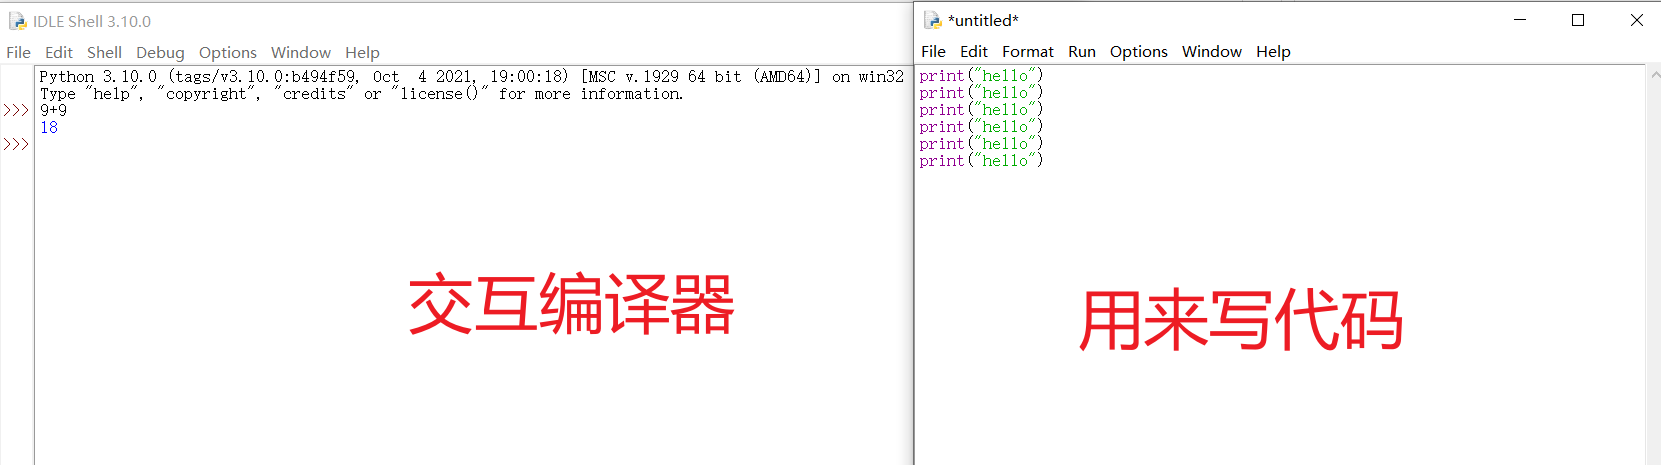 IDLE Shell 3.10.0
File Edit Shell Debug Options Window Help
Python 3.10.0 (tags/v3.10.0:b494f59, Oct  4 2021, 19:00:18) [MSC v.1929 64 bit (AMD64)] on win32
Type "help", "copyright", "credits" or "license()" for more information.
>>> 9+9
18
>>>
交互编译器
*untitled*
File Edit Format Run Options Window Help
print("hello")
print("hello")
print("hello")
print("hello")
print("hello")
print("hello")
用来写代码